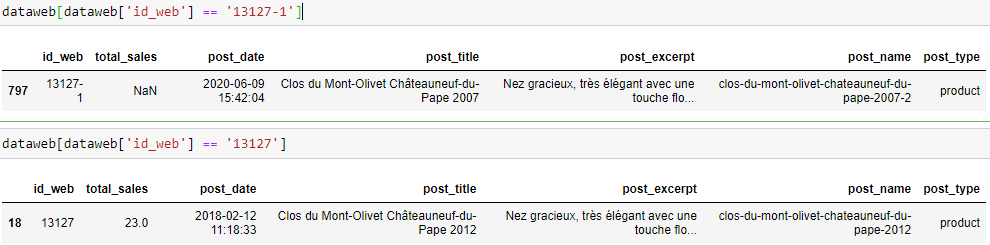 dataweb[dataweb['id_web'] == '13127-1']
id_web total_sales post_date post_title post_excerpt post_name post_type
797 13127-1 NaN 2020-06-09 15:42:04 Clos du Mont-Olivet Châteauneuf-du-Pape 2007 Nez gracieux, très élégant avec une touche flo... clos-du-mont-olivet-chateauneuf-du-pape-2007-2 product
dataweb[dataweb['id_web'] == '13127']
id_web total_sales post_date post_title post_excerpt post_name post_type
18 13127 23.0 2018-02-12 11:18:33 Clos du Mont-Olivet Châteauneuf-du-Pape 2012 Nez gracieux, très élégant avec une touche flo... clos-du-mont-olivet-chateauneuf-du-pape-2012 product